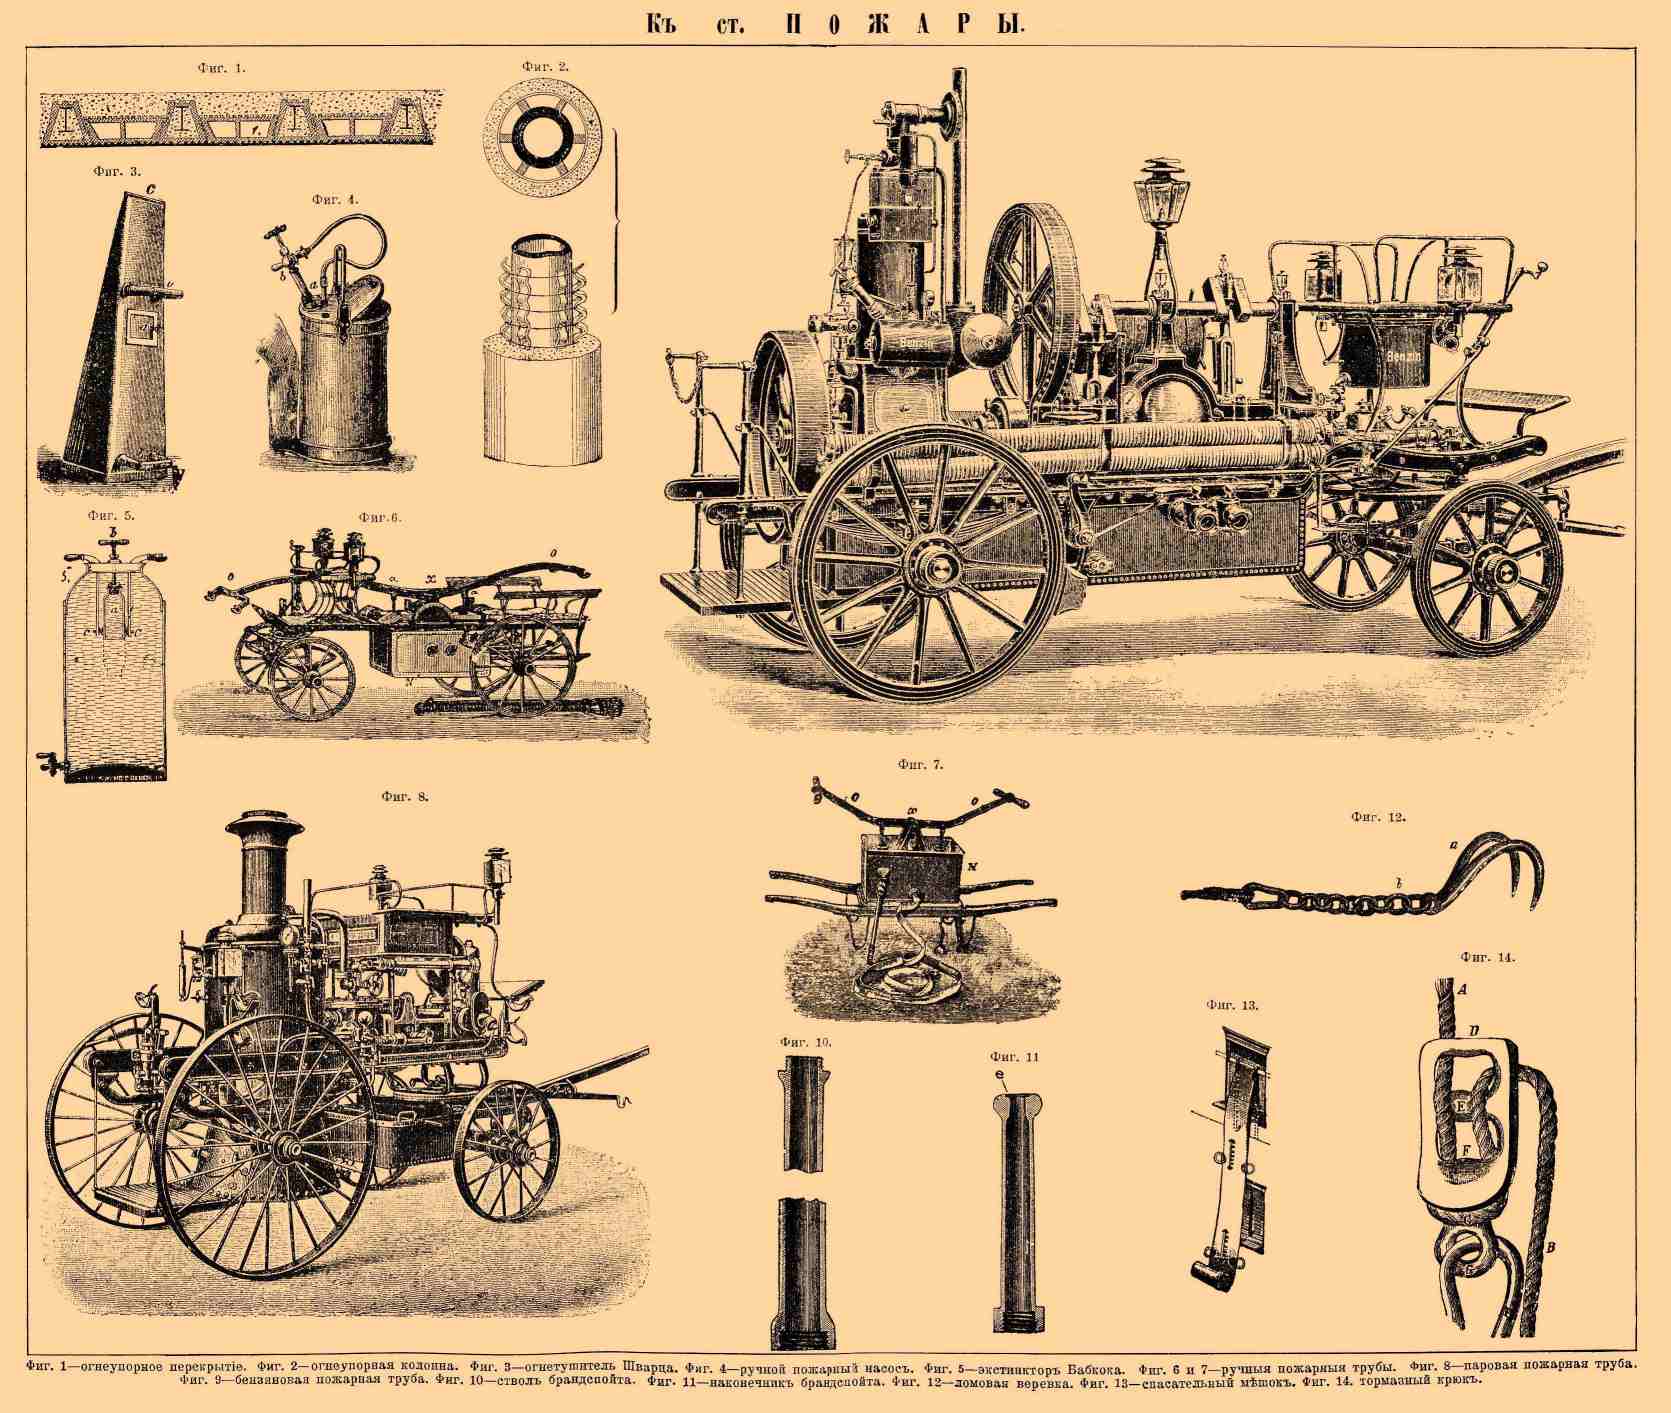 Къ ст. ПОЖАРЫ.
Фиг. 1.
Фиг. 2.
Фиг. 3.
C
Фиг. 4.
b
a
Benzin
Фиг. 5.
b
a
C
C
Фиг. 6.
o
a
x
o
N
Фиг. 7.
o
o
x
N
Фиг. 8.
Фиг. 10.
Фиг. 11
e
Фиг. 12.
a
b
Фиг. 13.
Фиг. 14.
A
D
E
F
G
B
Фиг. 1—огнеупорное перекрытіе. Фиг. 2—огнеупорная колонна. Фиг. 3—огнетушитель Шварца. Фиг. 4—ручной пожарный насосъ. Фиг. 5—экстинкторъ Бабкока. Фиг. 6 и 7—ручныя пожарныя трубы. Фиг. 8—паровая пожарная труба.
Фиг. 9—бензиновая пожарная труба. Фиг. 10—стволъ брандспойта. Фиг. 11—наконечникъ брандспойта. Фиг. 12—ломовая веревка. Фиг. 13—спасательный мѣшокъ. Фиг. 14. тормазный крюкъ.